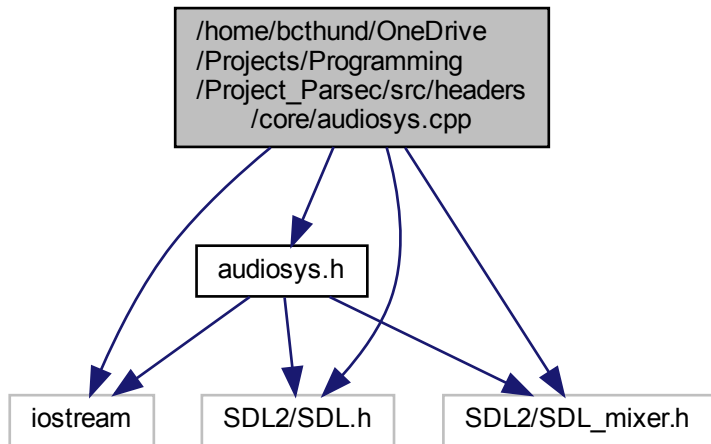 /home/bcthund/OneDrive
/Projects/Programming
/Project_Parsec/src/headers
/core/audiosys.cpp
audiosys.h
iostream
SDL2/SDL.h
SDL2/SDL_mixer.h